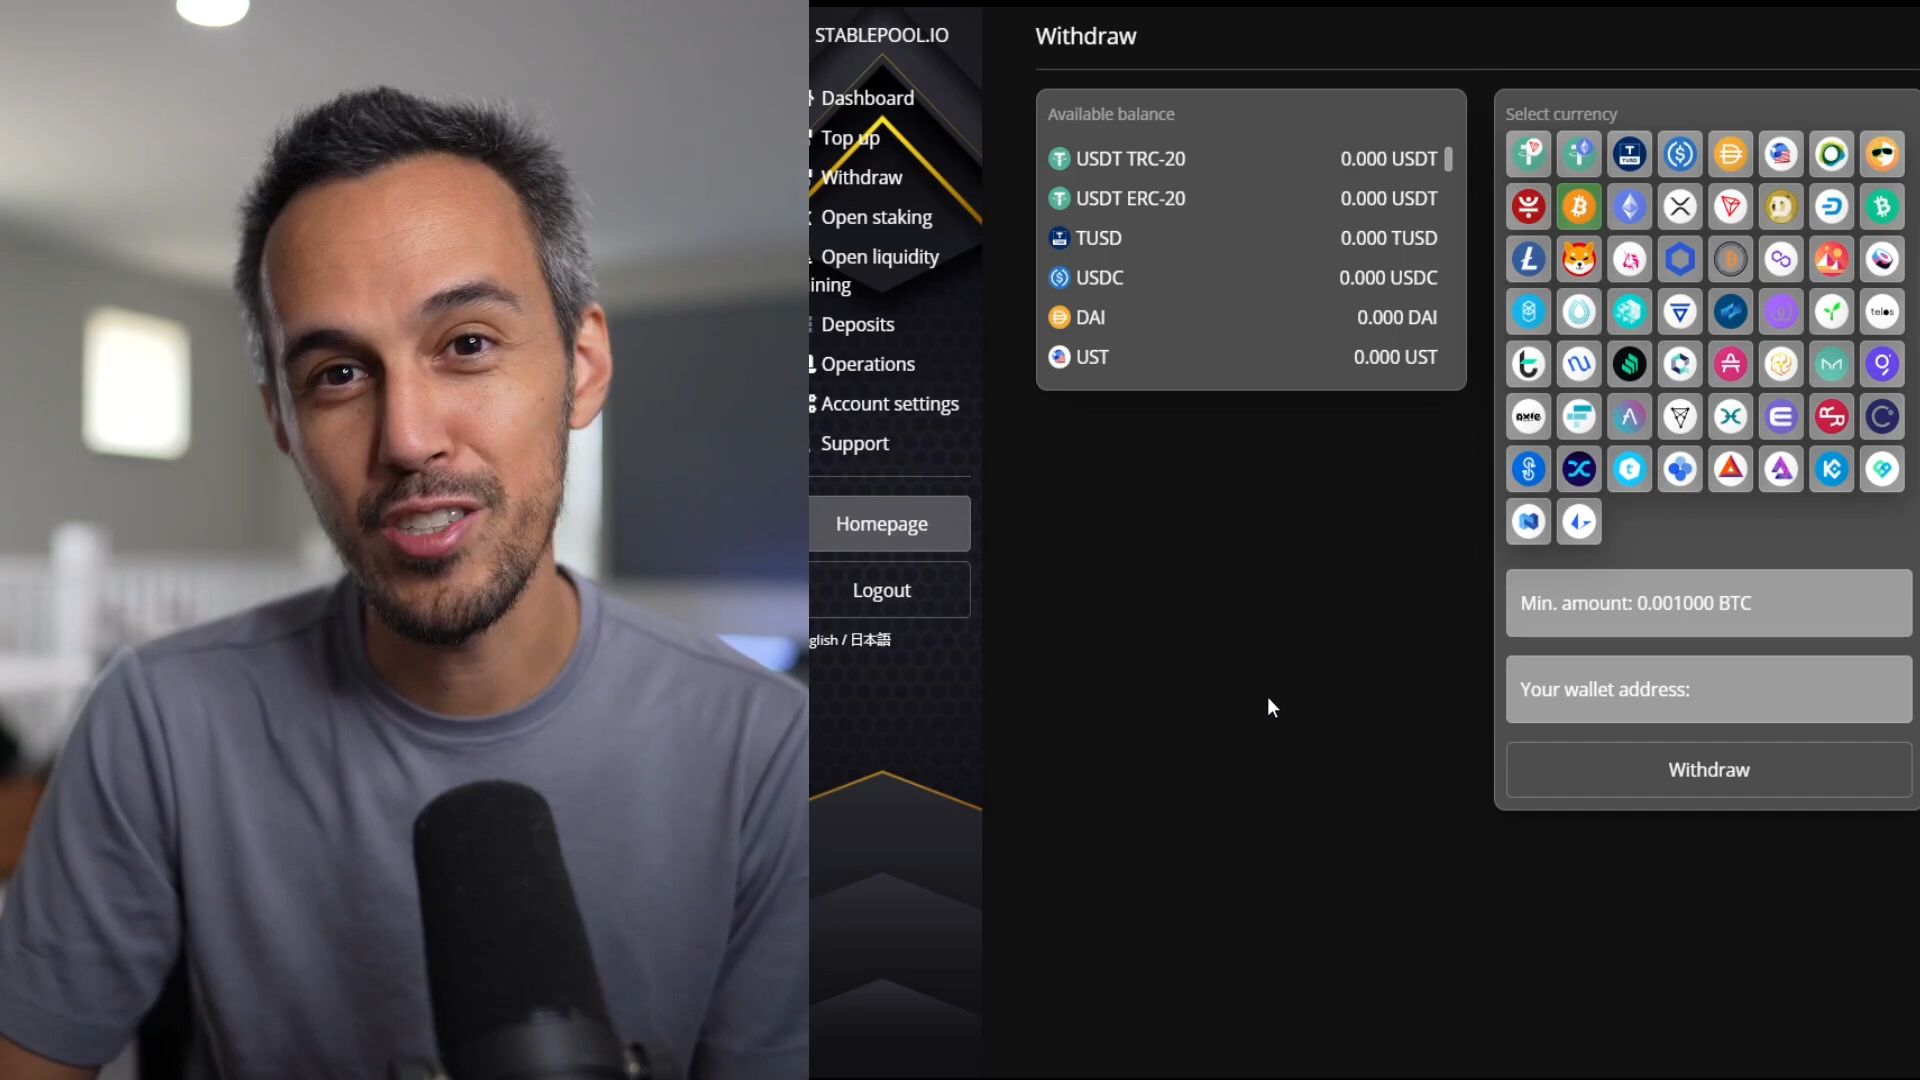 STABLEPOOL.IO
Dashboard
Top up
Withdraw
Open staking
Open liquidity
ining
Deposits
Operations
Account settings
Support
Homepage
Logout
glish / 日本語
Withdraw
Available balance
USDT TRC-20 0.000 USDT
USDT ERC-20 0.000 USDT
TUSD 0.000 TUSD
USDC 0.000 USDC
DAI 0.000 DAI
UST 0.000 UST
Select currency
telos
Min. amount: 0.001000 BTC
Your wallet address:
Withdraw